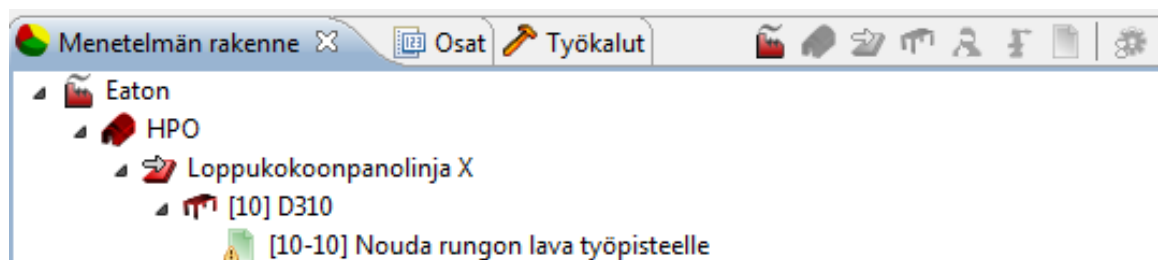 Menetelmän rakenne Osat Työkalut
Eaton
HPO
Loppukokoonpanolinja X
[10] D310
[10-10] Nouda rungon lava työpisteelle